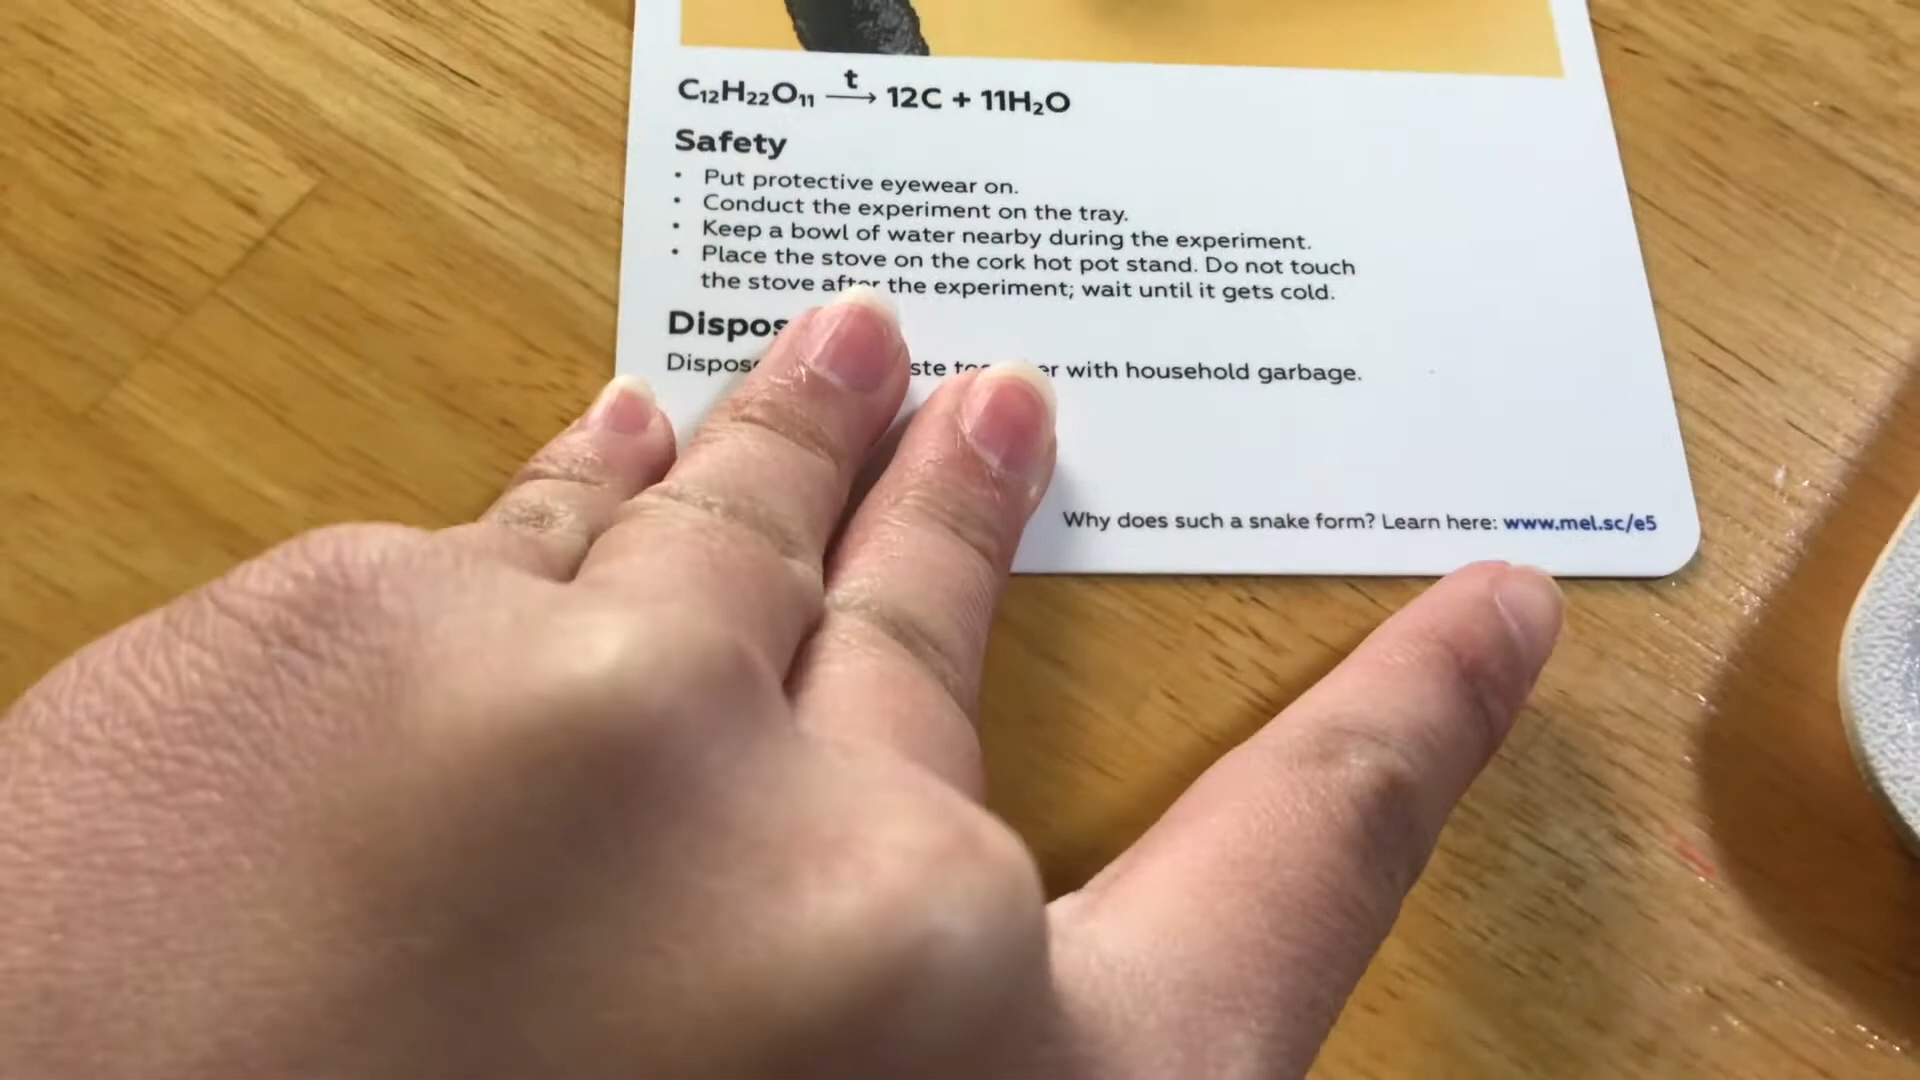 C₁₂H₂₂O₁₁ t⟶ 12C + 11H₂O
Safety
• Put protective eyewear on.
• Conduct the experiment on the tray.
• Keep a bowl of water nearby during the experiment.
• Place the stove on the cork hot pot stand. Do not touch
the stove after the experiment; wait until it gets cold.
with household garbage.
Why does such a snake form? Learn here: www.mel.sc/e5